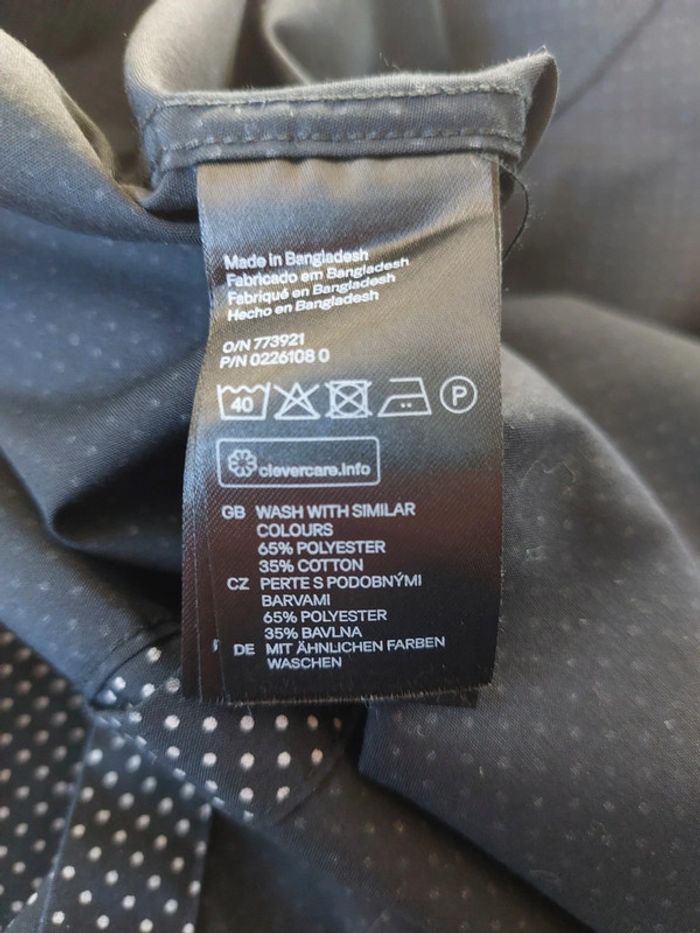 Made in Bangladesh
Fabricado em Bangladesh
Fabriqué en Bangladesh
Hecho en Bangladesh
O/N 773921
P/N 0226108 0
40 P
clevercare.info
GB WASH WITH SIMILAR
COLOURS
65% POLYESTER
35% COTTON
CZ PERTE S PODOBNÝMI
BARVAMI
65% POLYESTER
35% BAVLNA
DE MIT ÄHNLICHEN FARBEN
WASCHEN